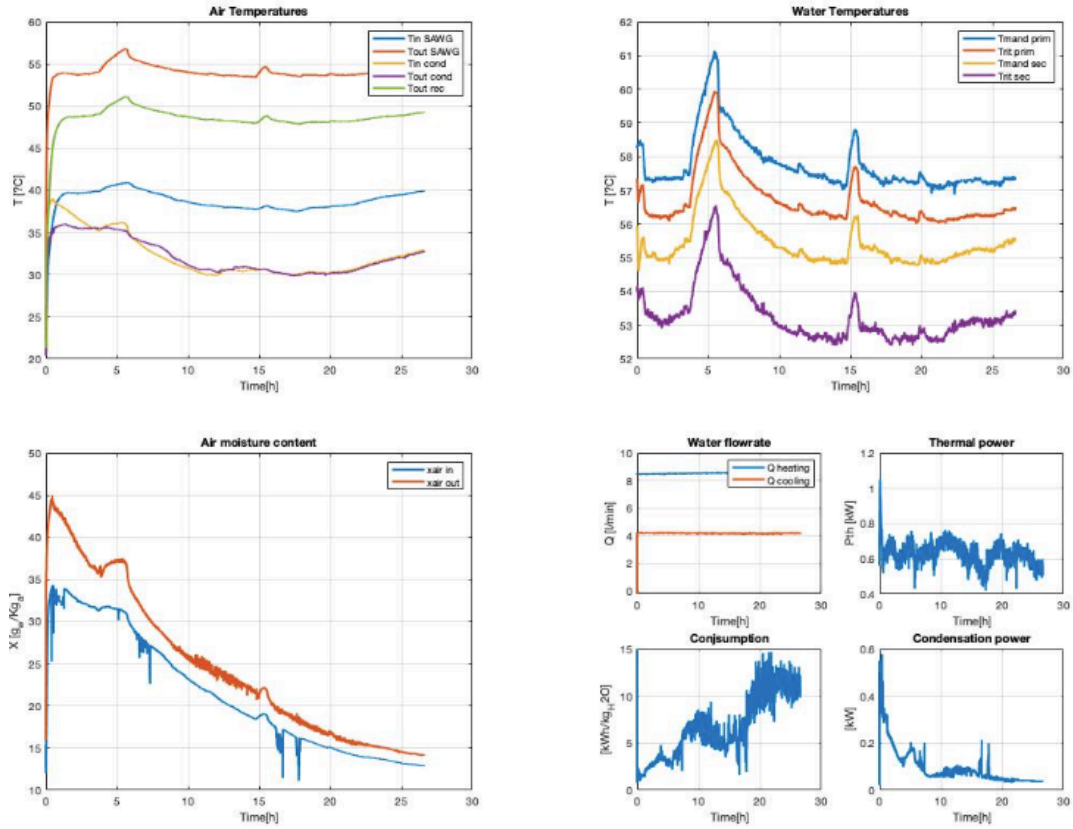 Air Temperatures
T [?C]
60
55
50
45
40
35
30
25
20
Tin SAWG
Tout SAWG
Tin cond
Tout cond
Tout rec
0 5 10 15 20 25 30
Time[h]
Water Temperatures
T [?C]
62
61
60
59
58
57
56
55
54
53
52
Tmand prim
Trit prim
Tmand sec
Trit sec
0 5 10 15 20 25 30
Time[h]
Air moisture content
X [g_w/Kg_a]
50
45
40
35
30
25
20
15
10
xair in
xair out
0 5 10 15 20 25 30
Time[h]
Water flowrate
Q [l/min]
10
8
6
4
2
0
Q heating
Q cooling
0 10 20 30
Time[h]
Thermal power
Pth [kW]
1.2
1
0.8
0.6
0.4
0 10 20 30
Time[h]
Conjsumption
[kWh/kg_H2O]
15
10
5
0
0 10 20 30
Time[h]
Condensation power
[kW]
0.6
0.4
0.2
0
0 10 20 30
Time[h]